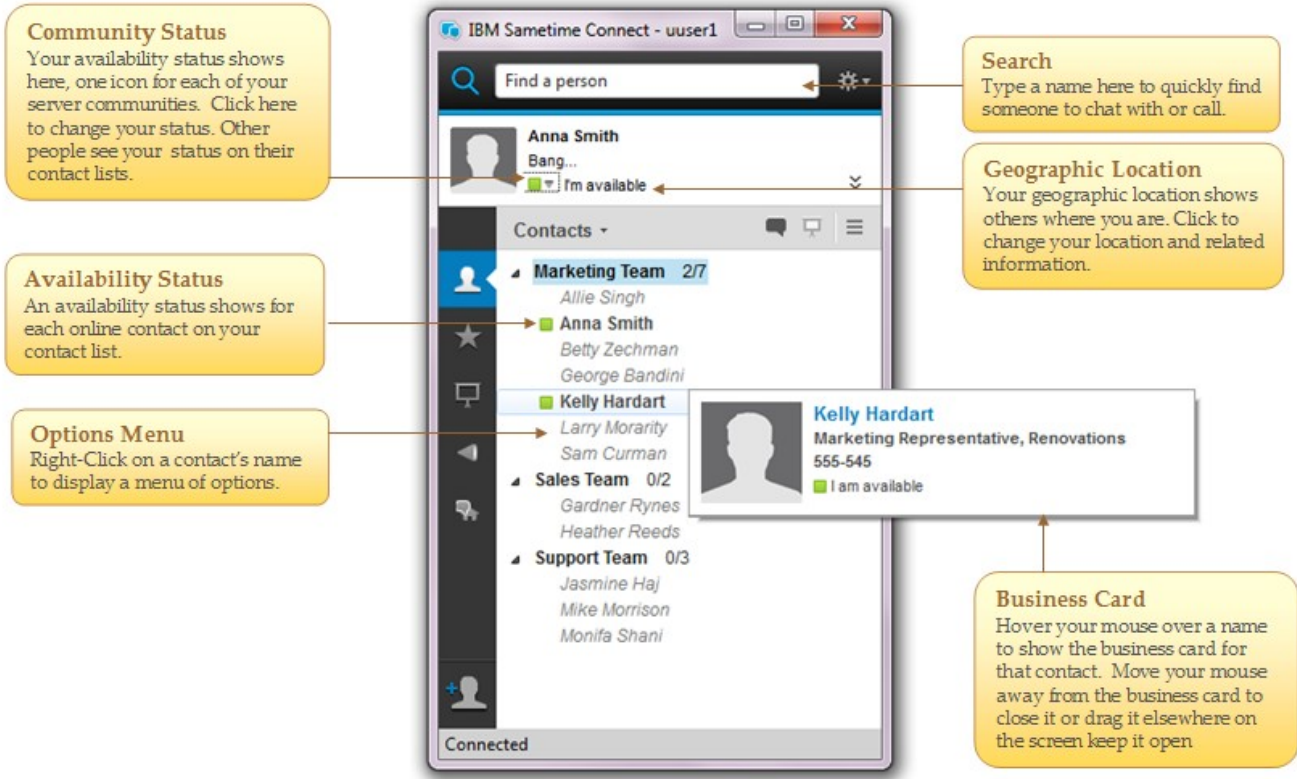 Community Status
Your availability status shows
here, one icon for each of your
server communities. Click here
to change your status. Other
people see your status on their
contact lists.
Availability Status
An availability status shows for
each online contact on your
contact list.
Options Menu
Right-Click on a contact's name
to display a menu of options.
IBM Sametime Connect - uuser1
Find a person
Anna Smith
Bang...
I'm available
Contacts
Marketing Team 2/7
Allie Singh
Anna Smith
Betty Zechman
George Bandini
Kelly Hardart
Larry Morarity
Sam Curman
Sales Team 0/2
Gardner Rynes
Heather Reeds
Support Team 0/3
Jasmine Haj
Mike Morrison
Monifa Shani
Connected
Kelly Hardart
Marketing Representative, Renovations
555-545
I am available
Search
Type a name here to quickly find
someone to chat with or call.
Geographic Location
Your geographic location shows
others where you are. Click to
change your location and related
information.
Business Card
Hover your mouse over a name
to show the business card for
that contact. Move your mouse
away from the business card to
close it or drag it elsewhere on
the screen keep it open